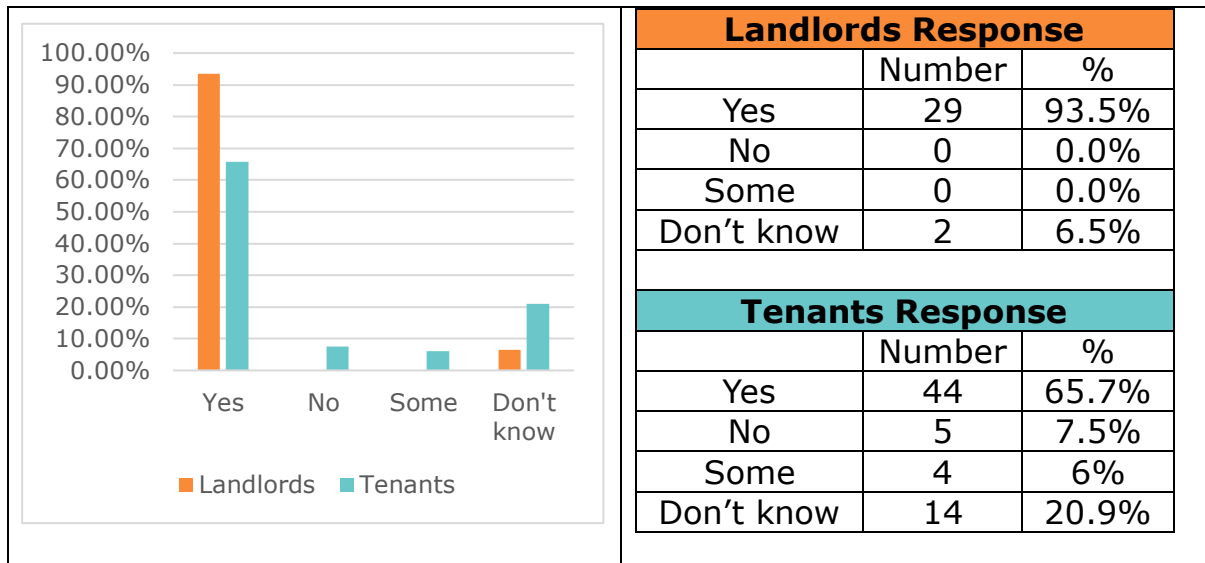 100.00%
90.00%
80.00%
70.00%
60.00%
50.00%
40.00%
30.00%
20.00%
10.00%
0.00%
Yes No Some Don't
know
Landlords Tenants
Landlords Response
Number %
Yes 29 93.5%
No 0 0.0%
Some 0 0.0%
Don’t know 2 6.5%
Tenants Response
Number %
Yes 44 65.7%
No 5 7.5%
Some 4 6%
Don’t know 14 20.9%